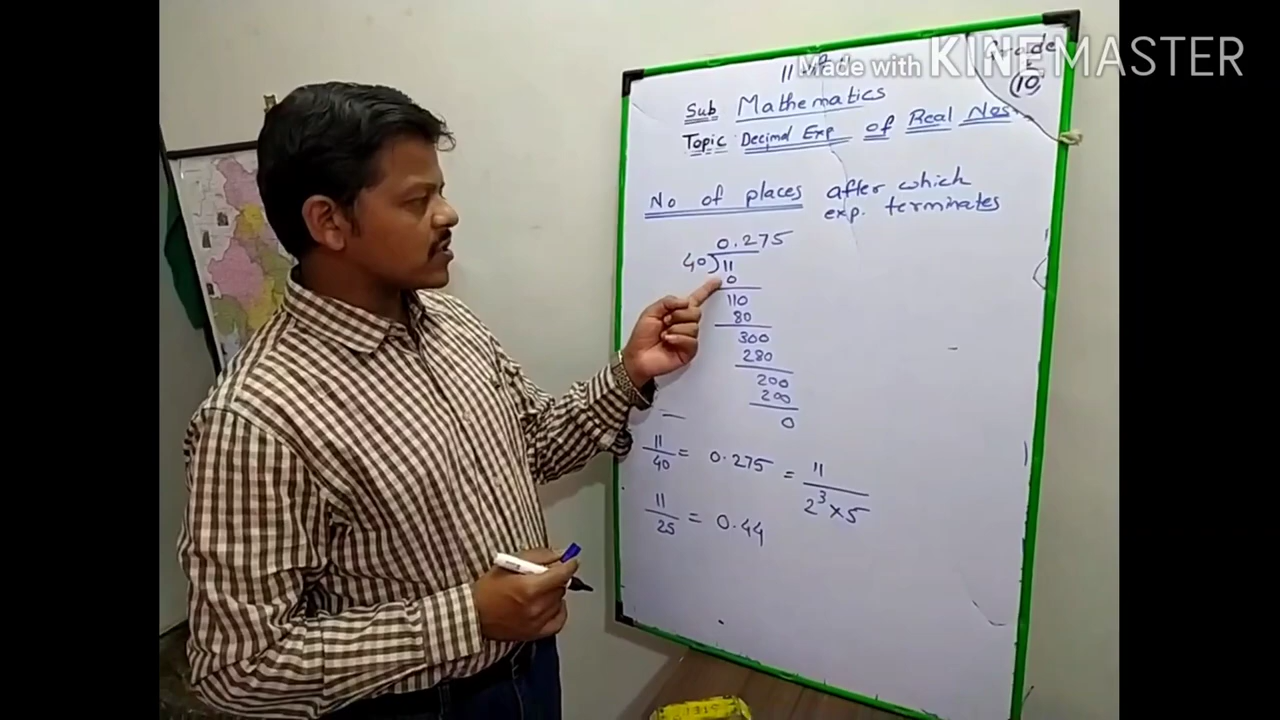 Made with KINEMASTER
Grade
10
Sub Mathematics
Topic Decimal Exp of Real Nos.
No of places after which
exp. terminates
0.275
40)11
0
110
80
300
280
200
200
0
11/40 = 0.275 = 11/2³×5
11/25 = 0.44